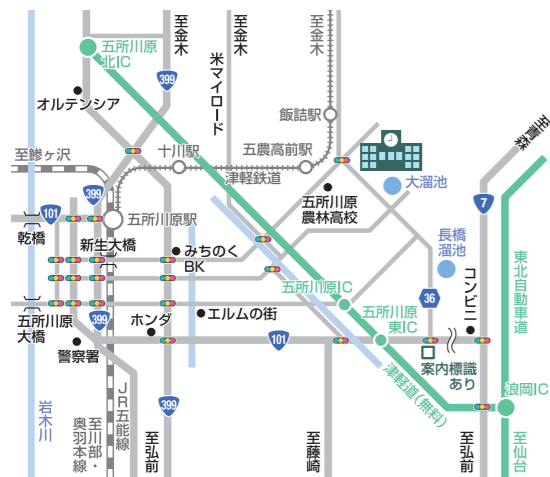 至金木
至金木
至飯詰
五所川原
北IC
399
米マイロード
オルテンシア
飯詰駅
至青森
至鰺ヶ沢
十川駅
五農高前駅
津軽鉄道
大溜池
399
五所川原
農林高校
7
101
五所川原駅
乾橋
新生大橋
みちのく
BK
長橋
溜池
東北自動車道
五所川原IC
36
コンビニ
五所川原
大橋
399
ホンダ
エルムの街
五所川原
東IC
警察署
101
案内標識
あり
津軽道(無料)
浪岡IC
岩木川
至川部・
奥羽本線
JR五能線
399
至弘前
至藤崎
至弘前
至仙台